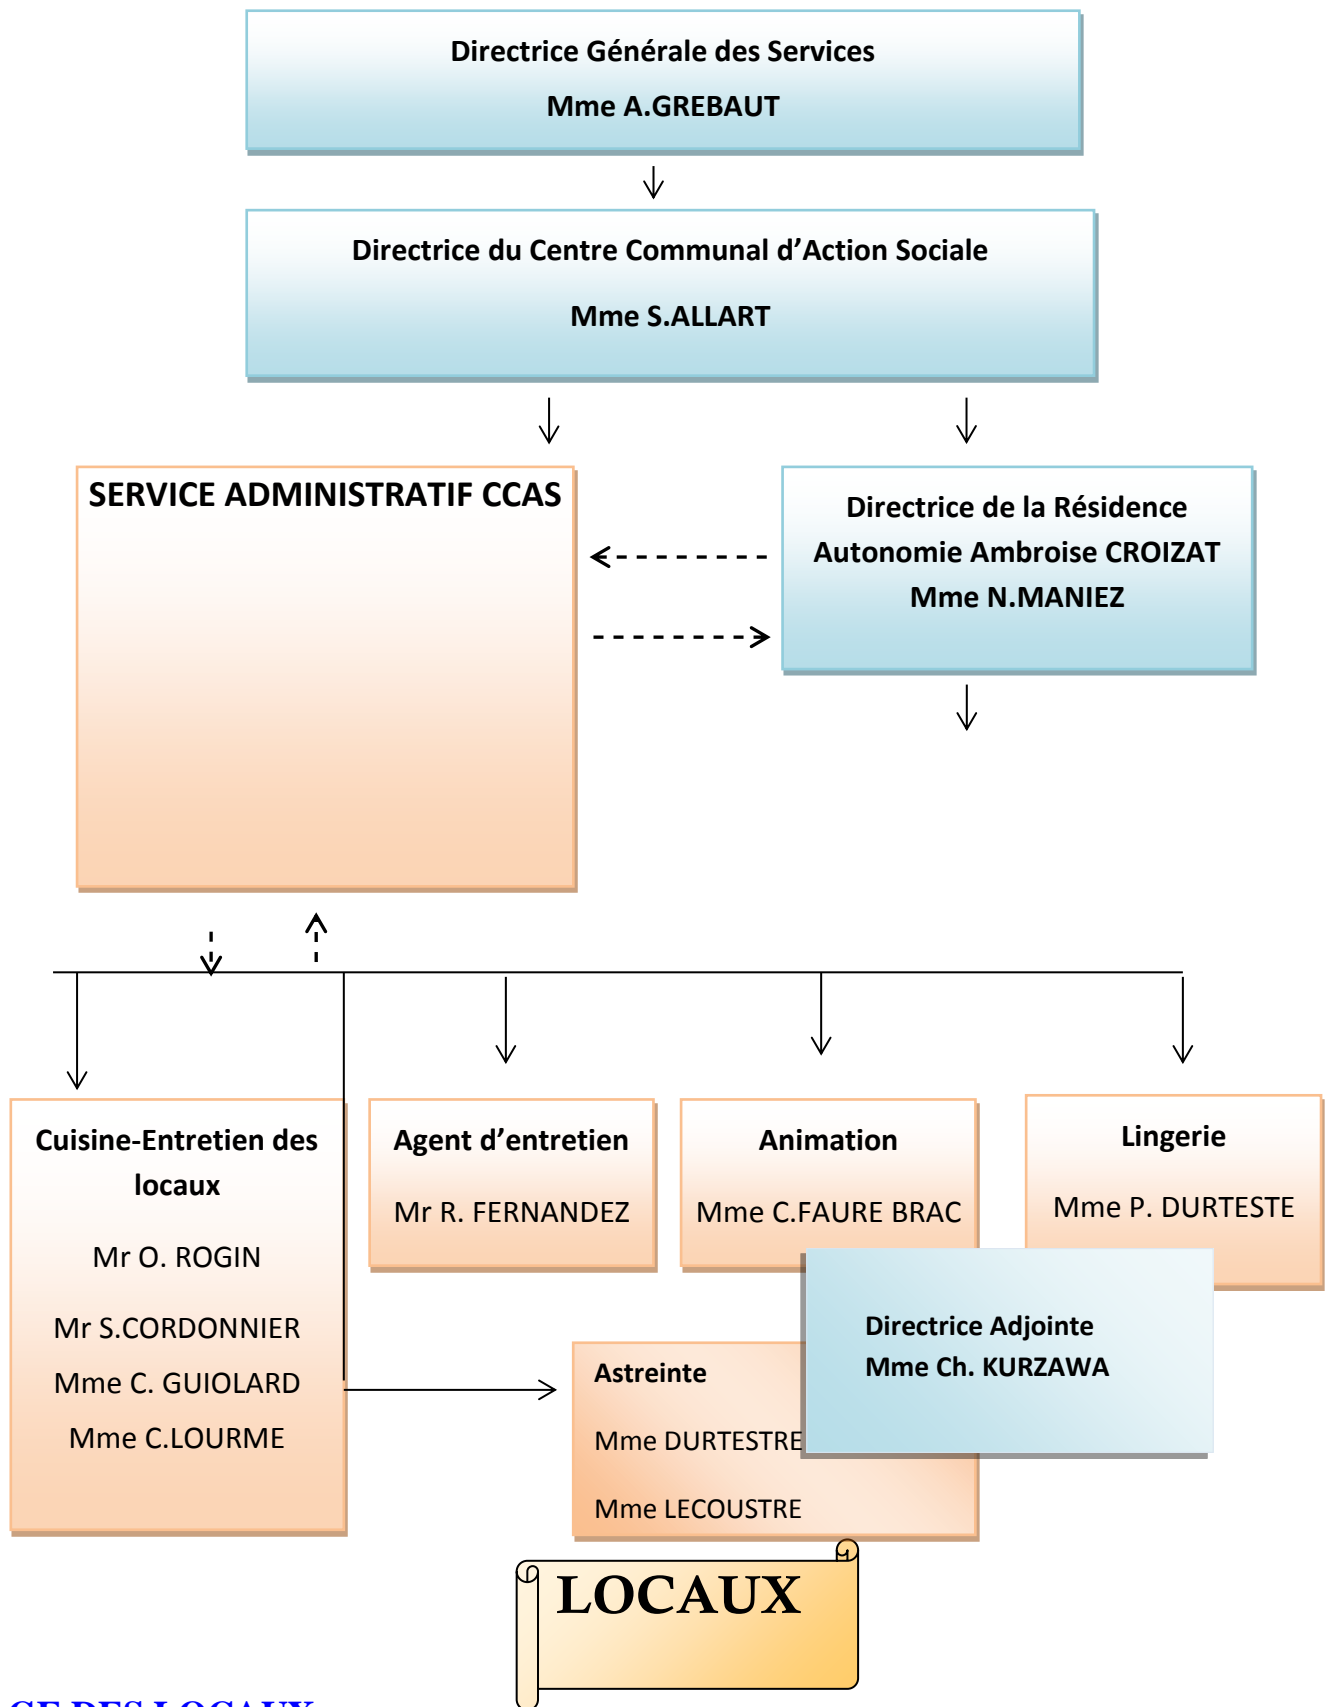 Directrice Générale des Services
Mme A.GREBAUT
Directrice du Centre Communal d’Action Sociale
Mme S.ALLART
SERVICE ADMINISTRATIF CCAS
Directrice de la Résidence
Autonomie Ambroise CROIZAT
Mme N.MANIEZ
Cuisine-Entretien des
locaux
Mr O. ROGIN
Mr S.CORDONNIER
Mme C. GUIOLARD
Mme C.LOURME
Agent d’entretien
Mr R. FERNANDEZ
Animation
Mme C.FAURE BRAC
Lingerie
Mme P. DURTESTE
Directrice Adjointe
Mme Ch. KURZAWA
Astreinte
Mme DURTESTRE
Mme LECOUSTRE
LOCAUX
GE DES LOCAUX